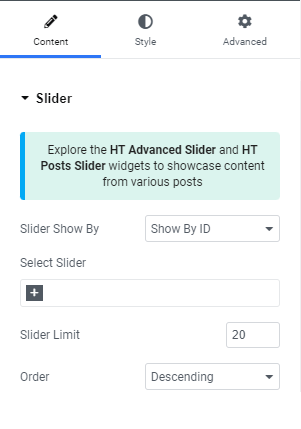 Content Style Advanced
Slider
Explore the HT Advanced Slider and HT
Posts Slider widgets to showcase content
from various posts
Slider Show By Show By ID
Select Slider
+
Slider Limit 20
Order Descending